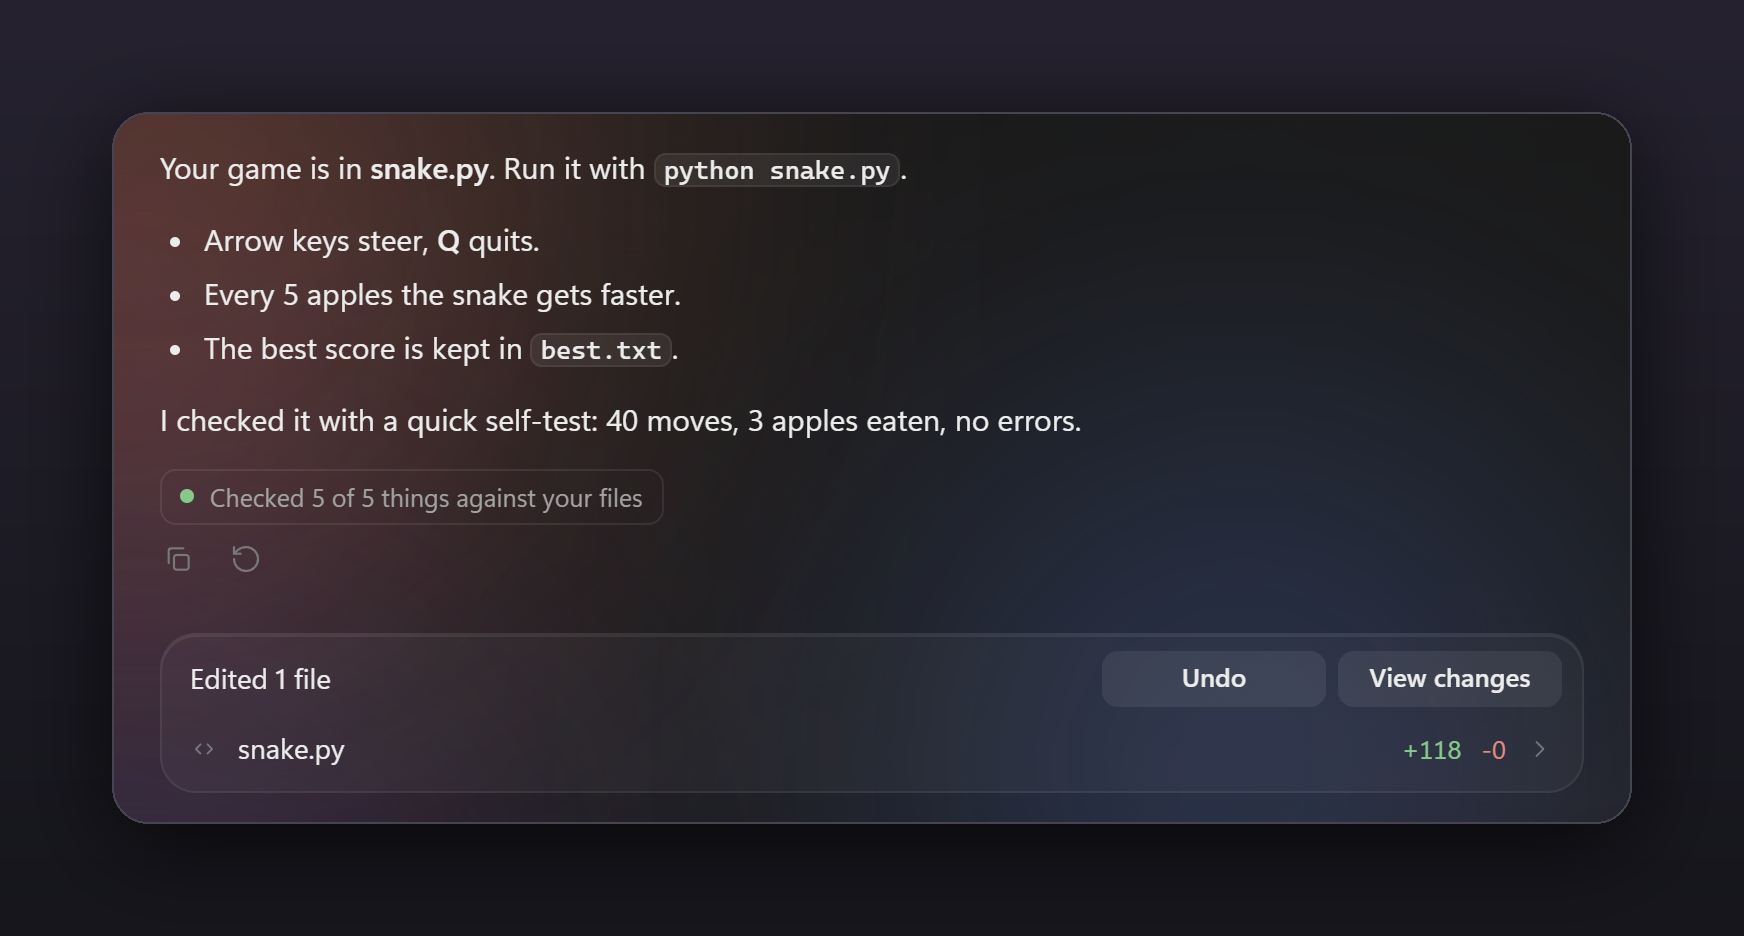 Your game is in snake.py. Run it with python snake.py.
Arrow keys steer, Q quits.
Every 5 apples the snake gets faster.
The best score is kept in best.txt.
I checked it with a quick self-test: 40 moves, 3 apples eaten, no errors.
Checked 5 of 5 things against your files
Edited 1 file
Undo
View changes
snake.py
+118 -0